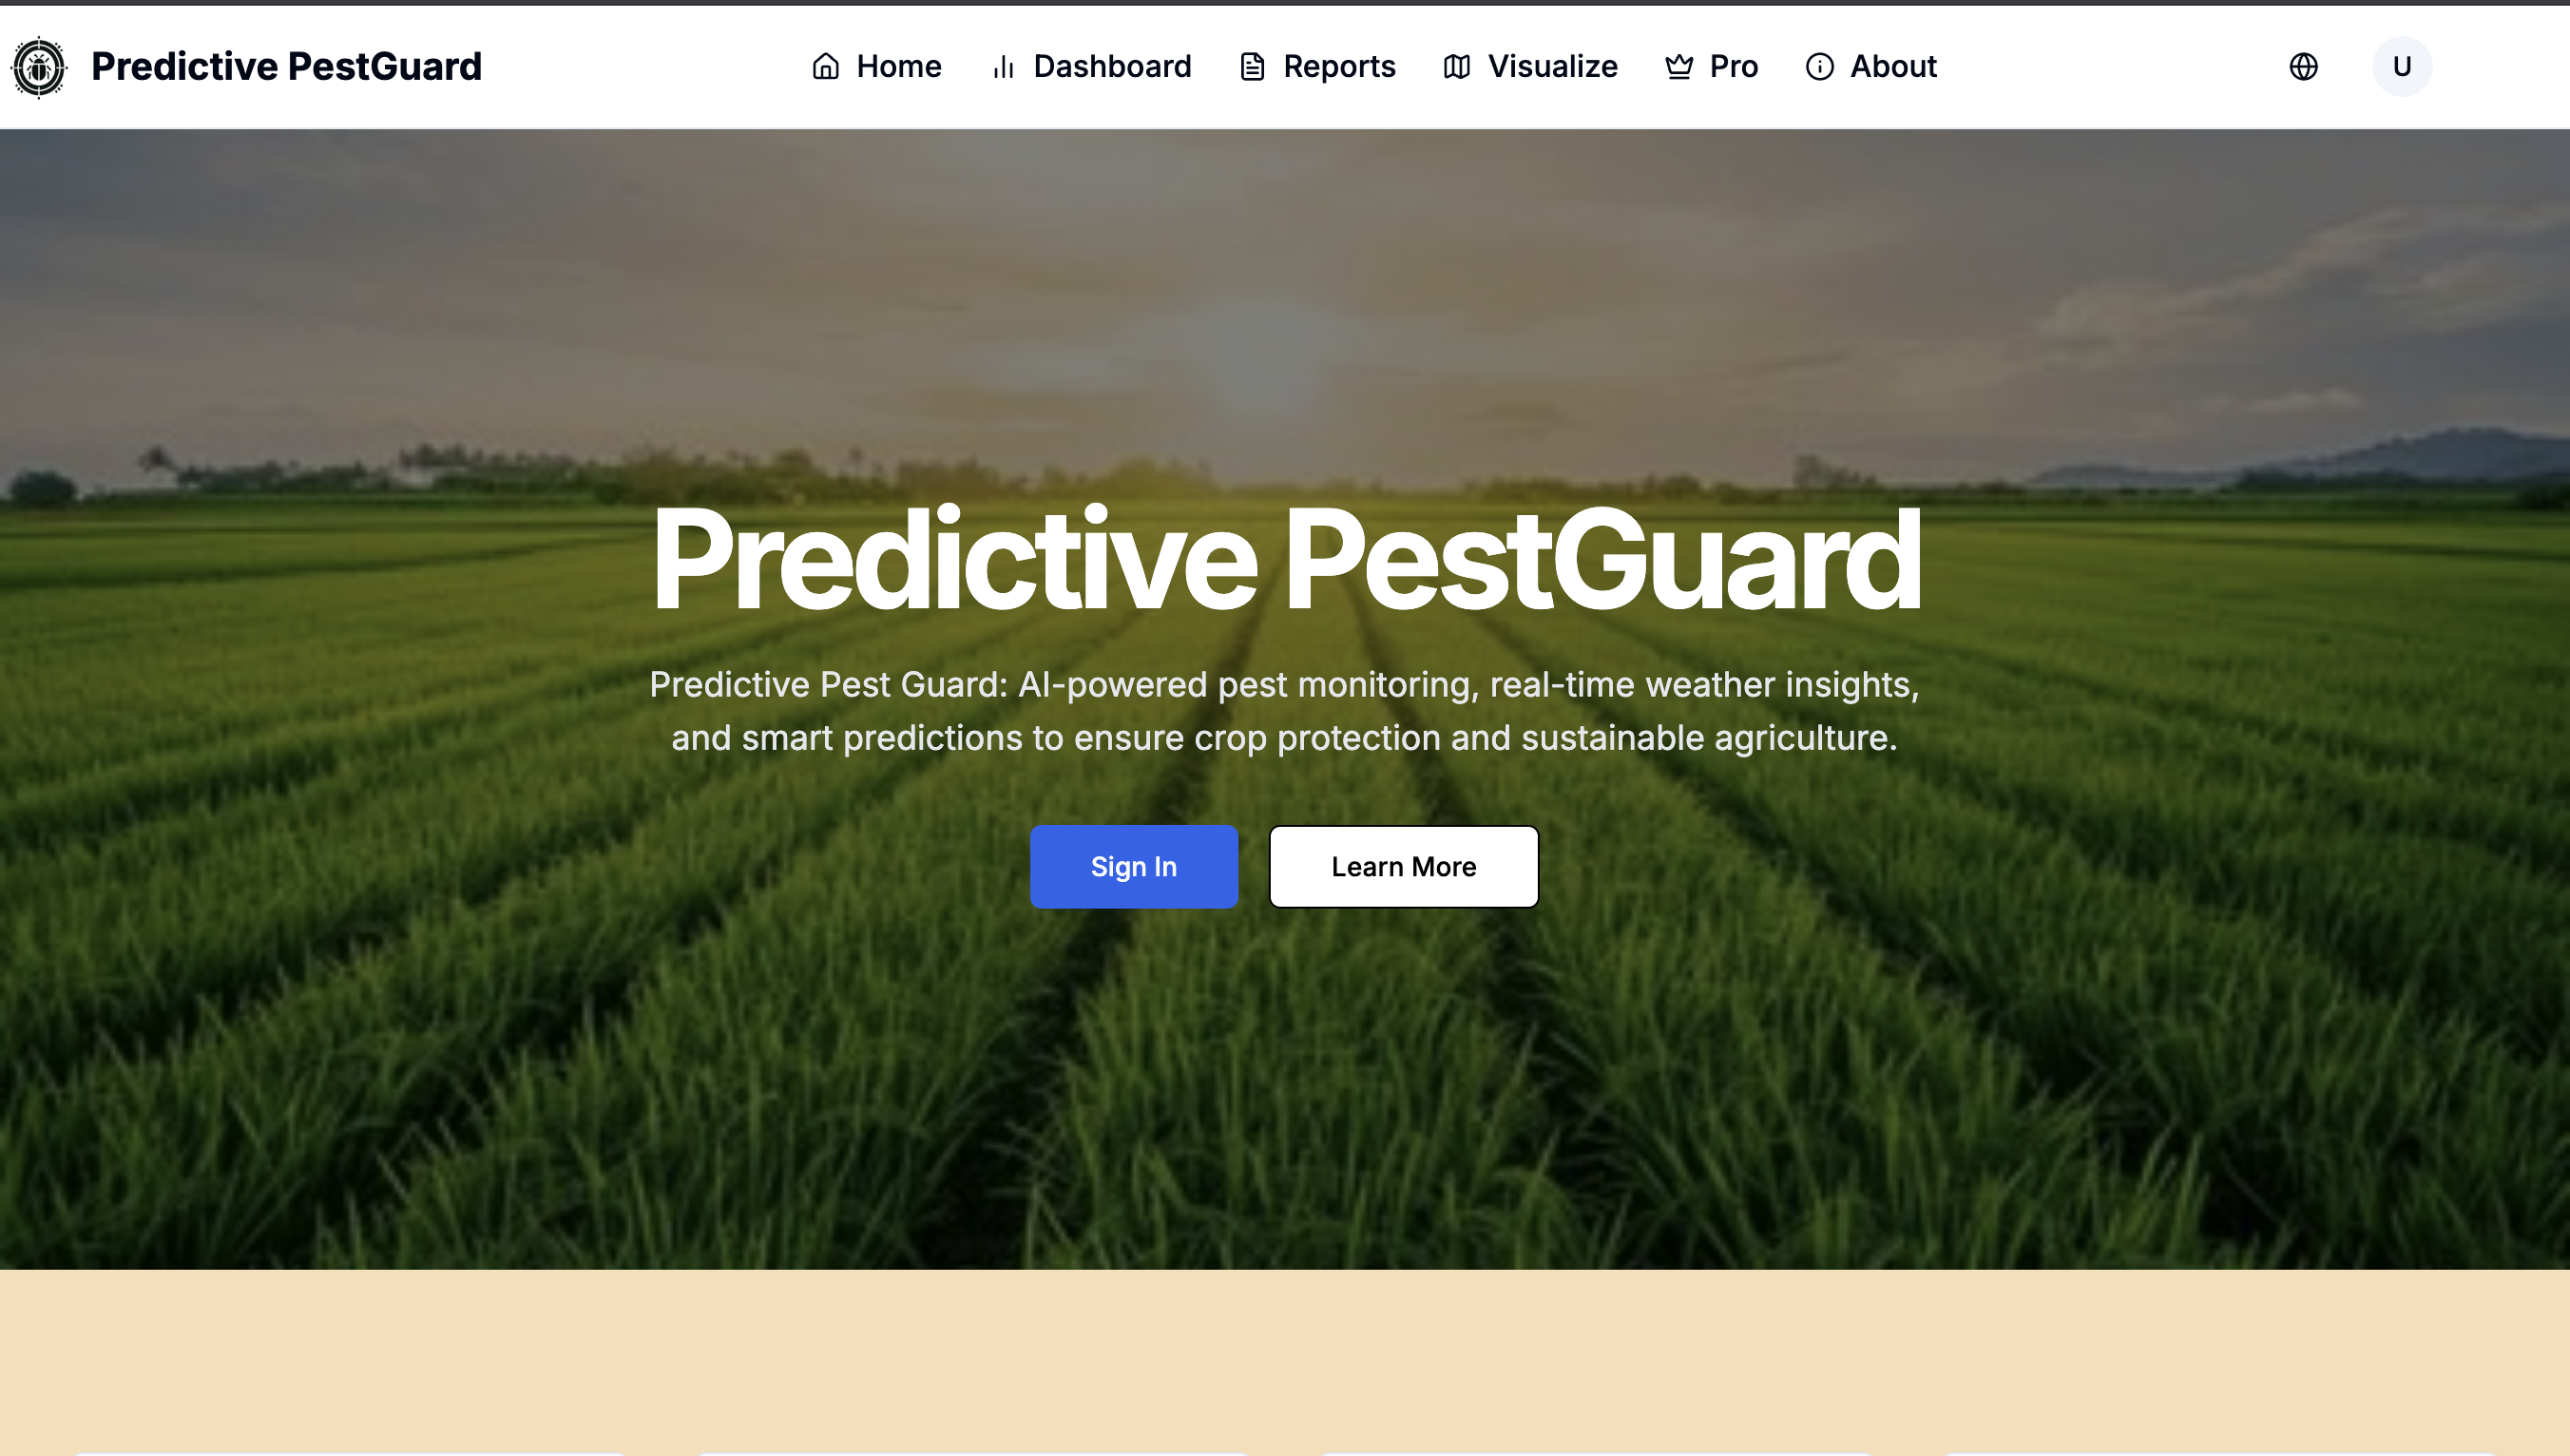 Predictive PestGuard
Home
Dashboard
Reports
Visualize
Pro
About
U
Predictive PestGuard
Predictive Pest Guard: AI-powered pest monitoring, real-time weather insights,
and smart predictions to ensure crop protection and sustainable agriculture.
Sign In
Learn More